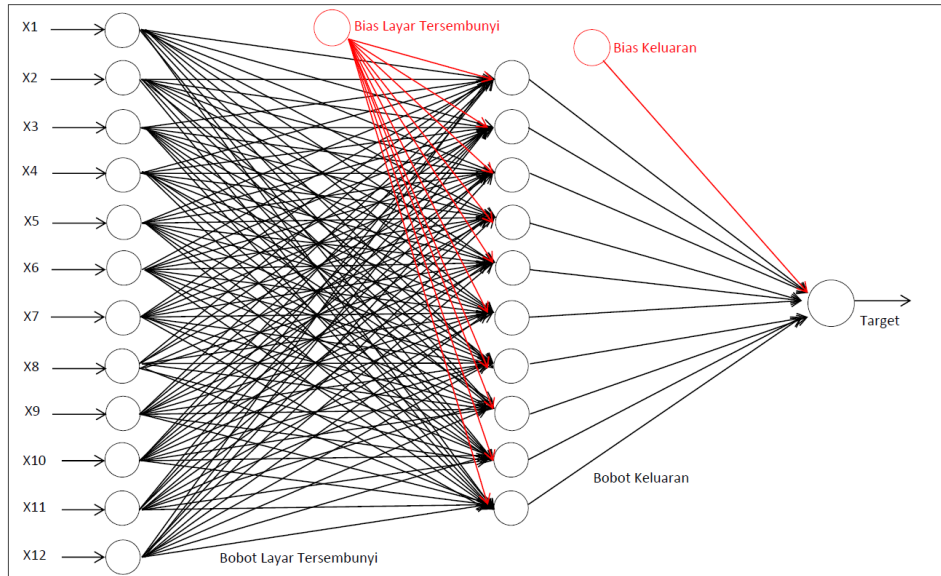 X1
X2
X3
X4
X5
X6
X7
X8
X9
X10
X11
X12
Bias Layar Tersembunyi
Bias Keluaran
Target
Bobot Keluaran
Bobot Layar Tersembunyi